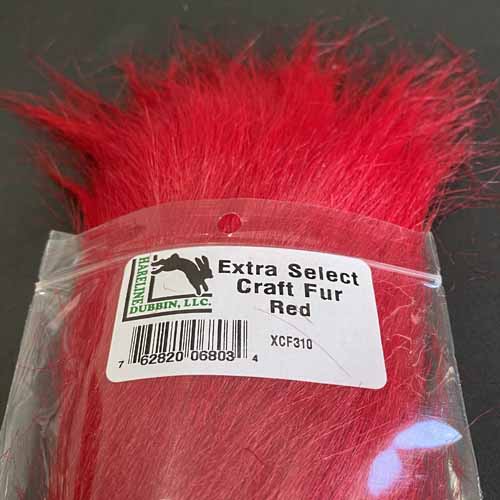 HARELINE
DUBBIN, LLC.
Extra Select
Craft Fur
Red
XCF310
7 62820 06803 4